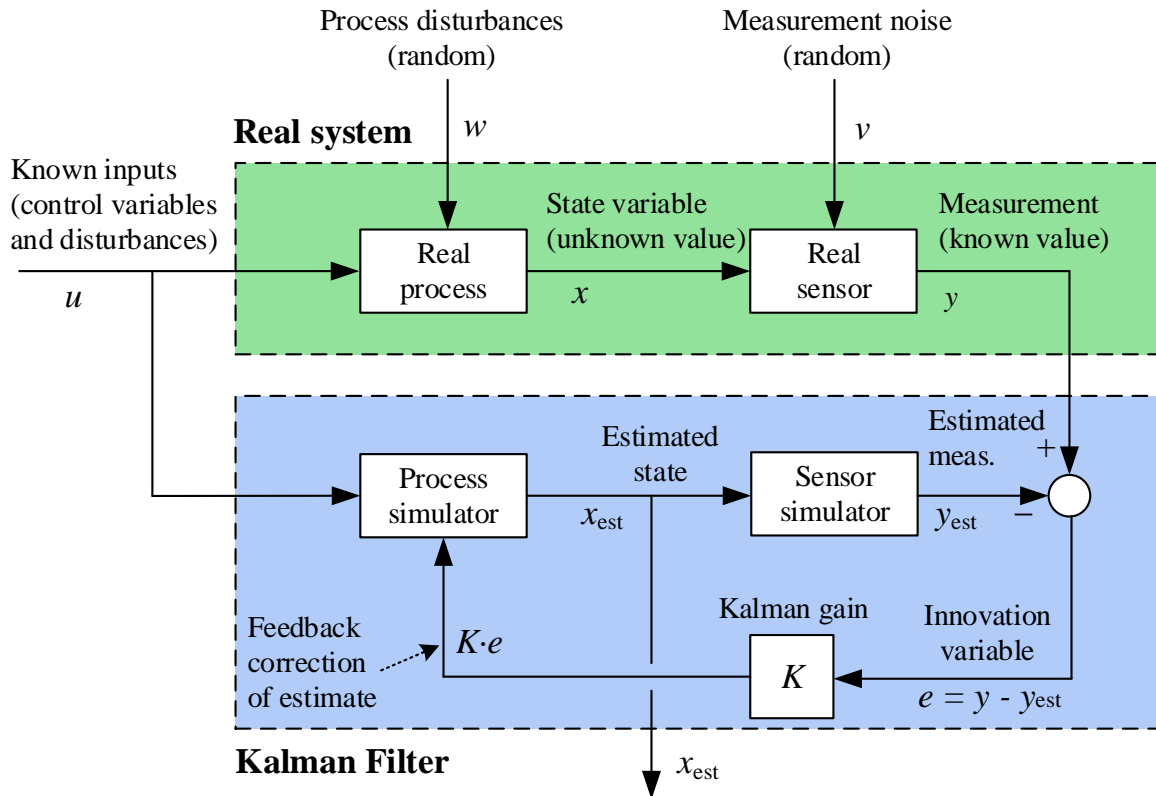 Process disturbances
(random)
Measurement noise
(random)
w
v
Real system
Known inputs
(control variables
and disturbances)
u
State variable
(unknown value)
Measurement
(known value)
Real
process
x
Real
sensor
y
Estimated
state
Estimated
meas.
+
Process
simulator
xest
Sensor
simulator
yest
−
Feedback
correction
of estimate
K·e
Kalman gain
K
Innovation
variable
e = y - yest
Kalman Filter
xest